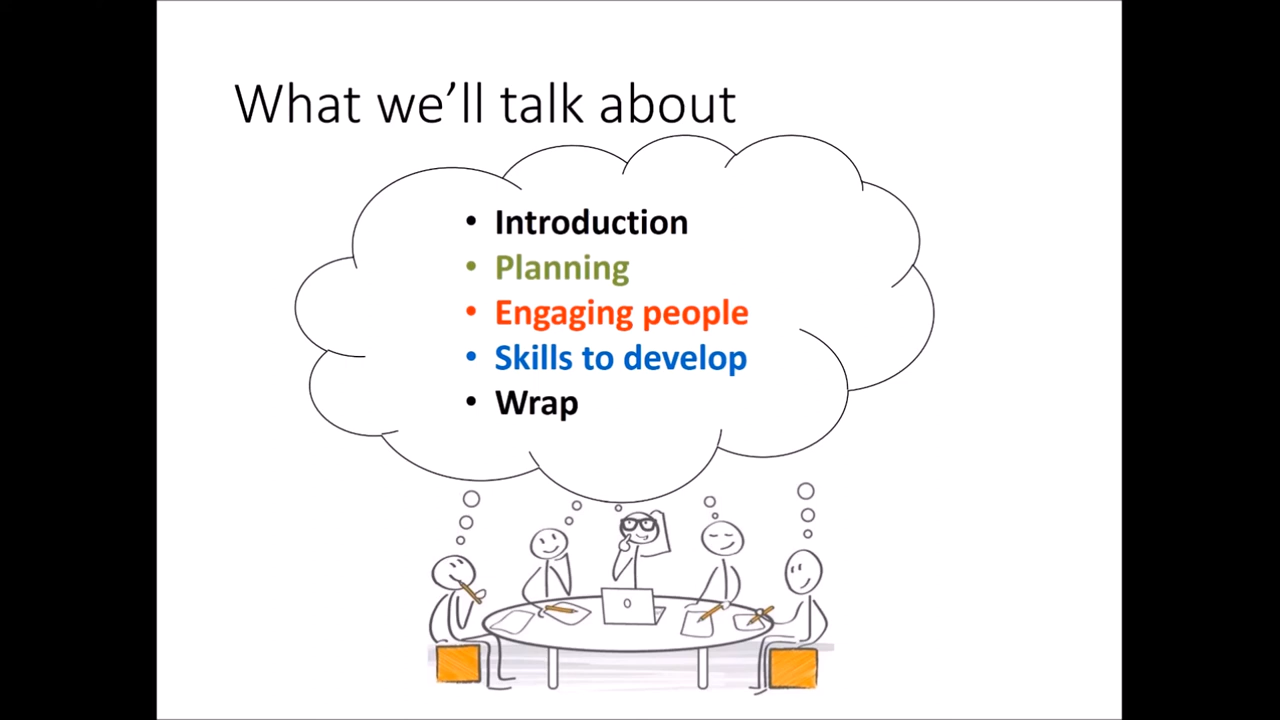 What we’ll talk about
• Introduction
• Planning
• Engaging people
• Skills to develop
• Wrap